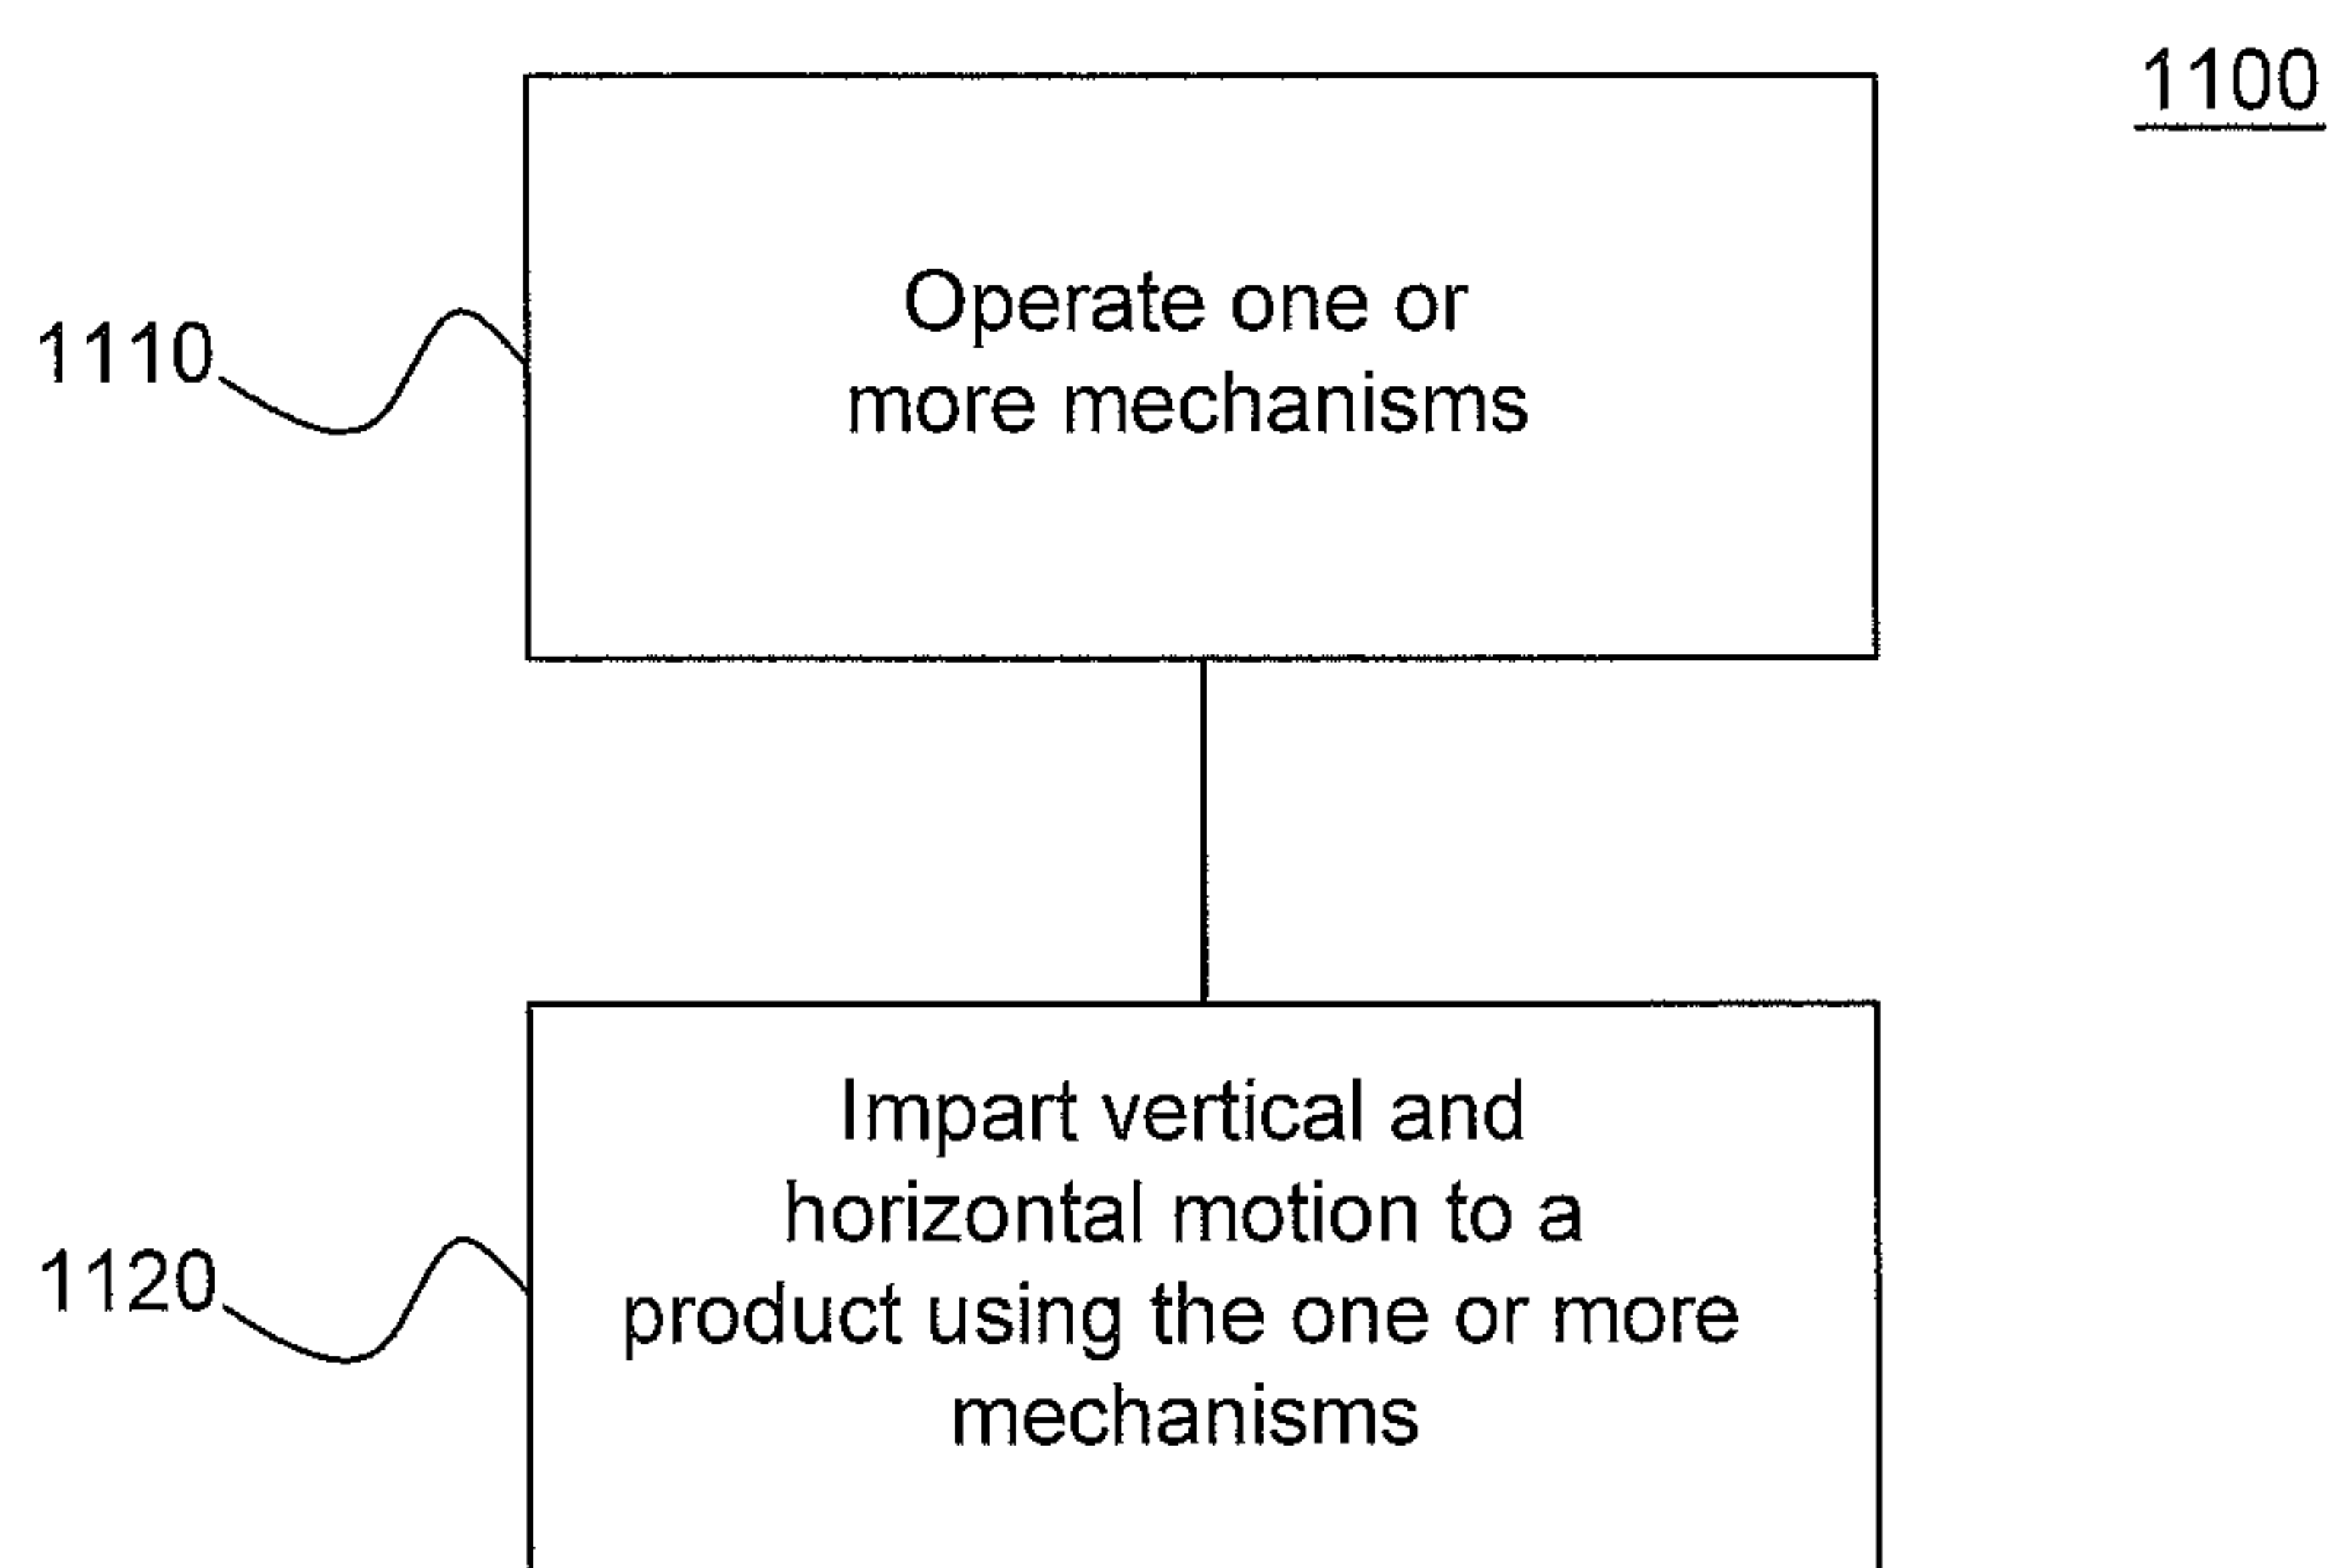 1100
Operate one or
more mechanisms
1110
Impart vertical and
horizontal motion to a
product using the one or more
mechanisms
1120